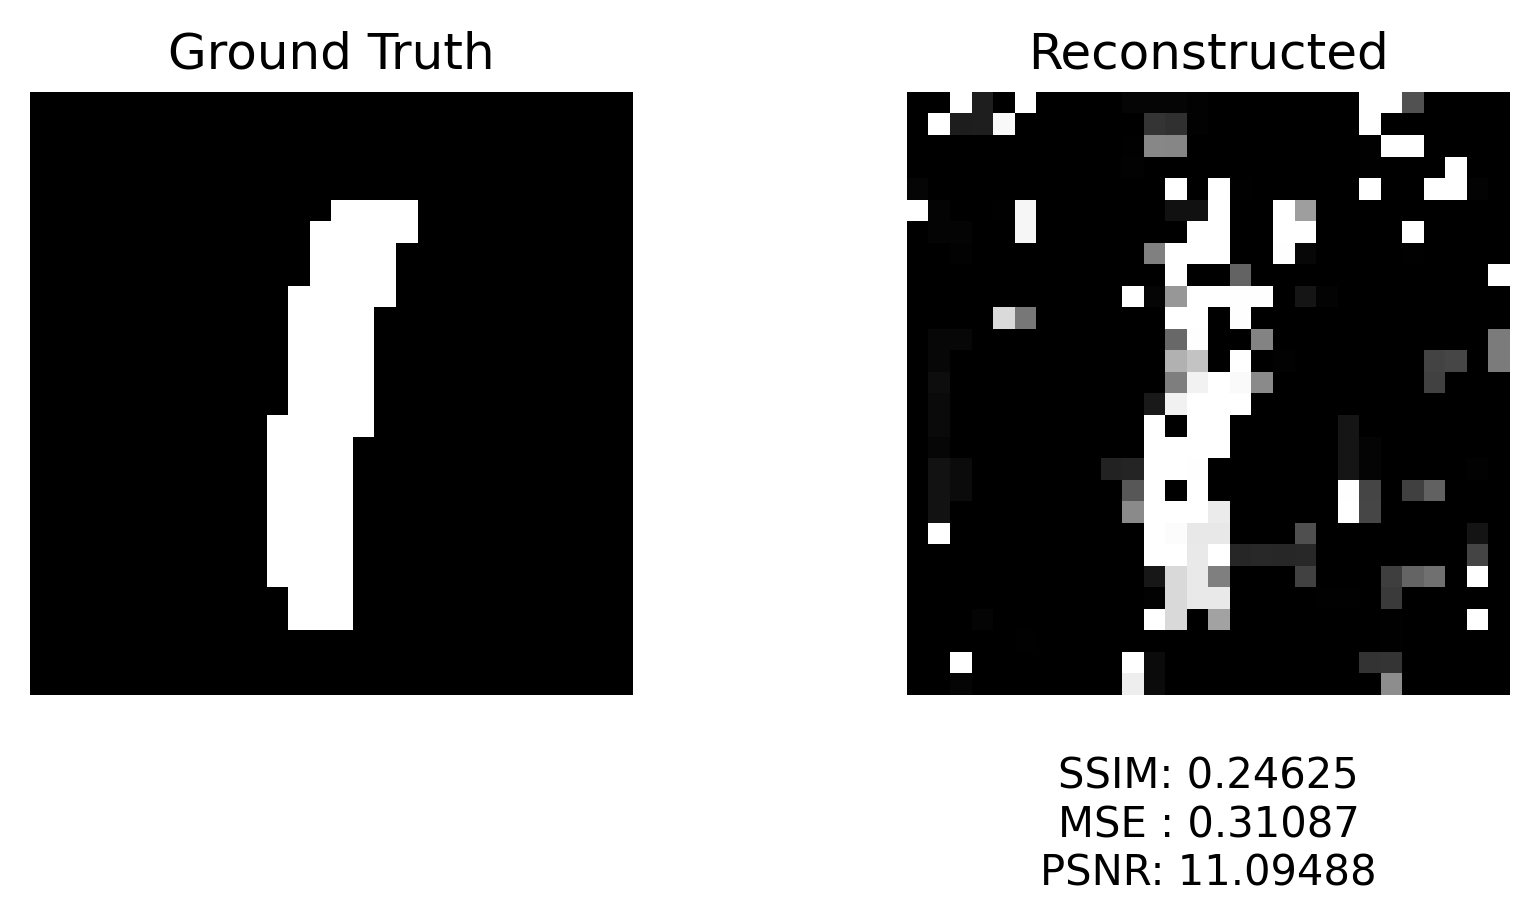 Ground Truth
Reconstructed
SSIM: 0.24625
MSE : 0.31087
PSNR: 11.09488